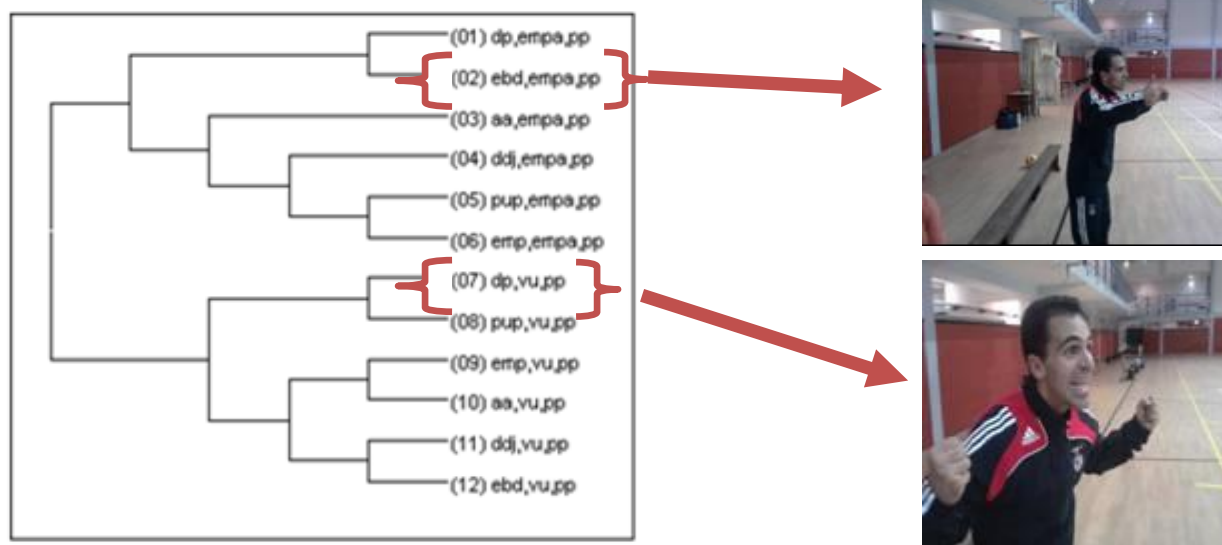 (01) dp,empa,pp
(02) ebd,empa,pp
(03) aa,empa,pp
(04) ddj,empa,pp
(05) pup,empa,pp
(06) emp,empa,pp
(07) dp,vu,pp
(08) pup,vu,pp
(09) emp,vu,pp
(10) aa,vu,pp
(11) ddj,vu,pp
(12) ebd,vu,pp